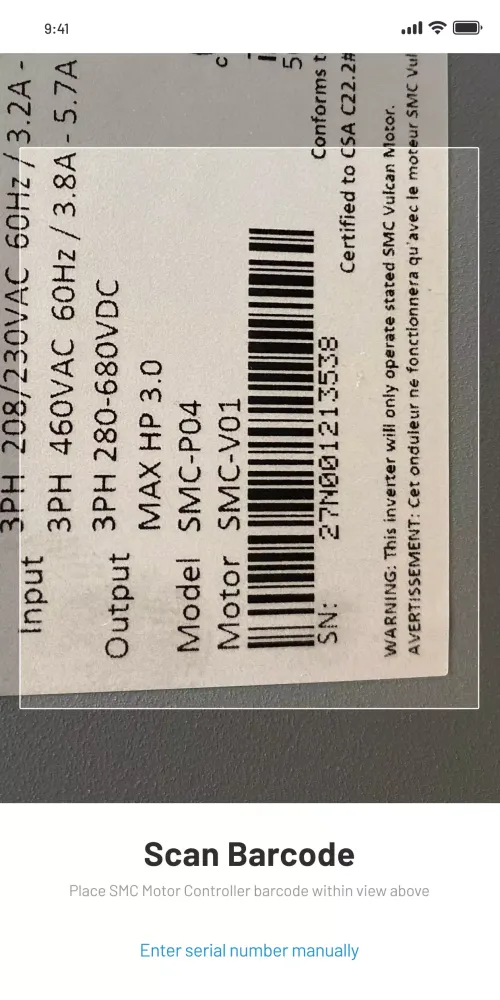 9:41
Input 3PH 208/230VAC 60Hz / 3.2A -
3PH 460VAC 60Hz / 3.8A - 5.7A
Output 3PH 280-680VDC
MAX HP 3.0
Model SMC-P04
Motor SMC-V01
SN: 27N001213538
Conforms t
Certified to CSA C22.2#
WARNING: This inverter will only operate stated SMC Vulcan Motor.
AVERTISSEMENT: Cet onduleur ne fonctionnera qu'avec le moteur SMC Vul
Scan Barcode
Place SMC Motor Controller barcode within view above
Enter serial number manually